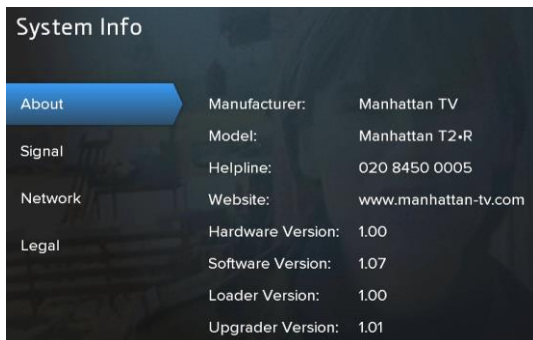 System Info
About
Signal
Network
Legal
Manufacturer: Manhattan TV
Model: Manhattan T2•R
Helpline: 020 8450 0005
Website: www.manhattan-tv.com
Hardware Version: 1.00
Software Version: 1.07
Loader Version: 1.00
Upgrader Version: 1.01